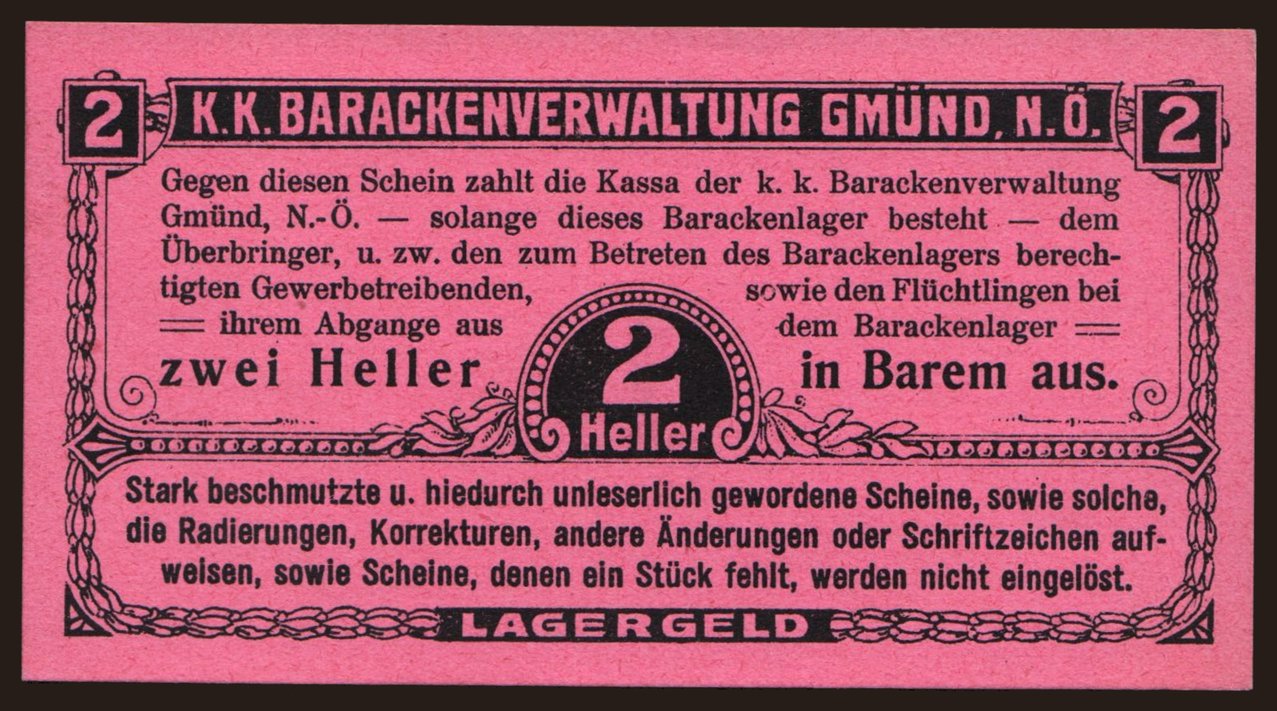 2 K.K. BARACKENVERWALTUNG GMÜND, N.Ö. 2
Gegen diesen Schein zahlt die Kassa der k. k. Barackenverwaltung
Gmünd, N.-Ö. — solange dieses Barackenlager besteht — dem
Überbringer, u. zw. den zum Betreten des Barackenlagers berech-
tigten Gewerbetreibenden, sowie den Flüchtlingen bei
ihrem Abgange aus dem Barackenlager
zwei Heller in Barem aus.
2
Heller
Stark beschmutzte u. hiedurch unleserlich gewordene Scheine, sowie solche,
die Radierungen, Korrekturen, andere Änderungen oder Schriftzeichen auf-
weisen, sowie Scheine, denen ein Stück fehlt, werden nicht eingelöst.
LAGERGELD